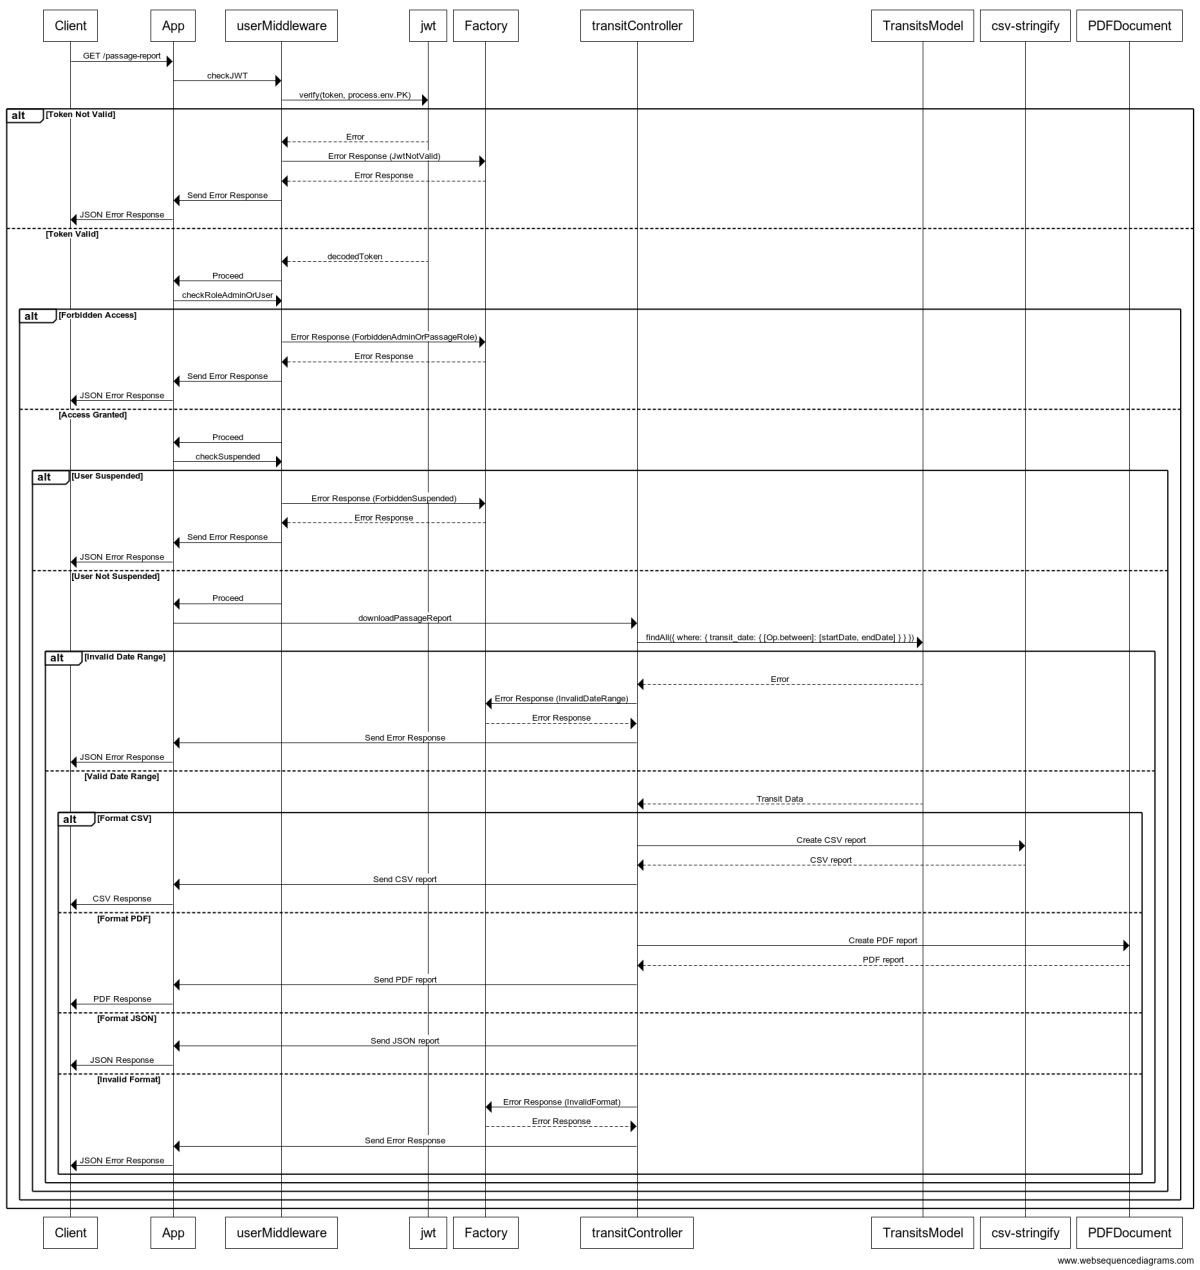 Client App userMiddleware jwt Factory transitController TransitsModel csv-stringify PDFDocument
GET /passage-report
checkJWT
verify(token, process.env.PK)
alt [Token Not Valid]
Error
Error Response (JwtNotValid)
Error Response
Send Error Response
JSON Error Response
[Token Valid]
decodedToken
Proceed
checkRoleAdminOrUser
alt [Forbidden Access]
Error Response (ForbiddenAdminOrPassageRole)
Error Response
Send Error Response
JSON Error Response
[Access Granted]
Proceed
checkSuspended
alt [User Suspended]
Error Response (ForbiddenSuspended)
Error Response
Send Error Response
JSON Error Response
[User Not Suspended]
Proceed
downloadPassageReport
findAll({ where: { transit_date: { [Op.between]: [startDate, endDate] } } })
alt [Invalid Date Range]
Error
Error Response (InvalidDateRange)
Error Response
Send Error Response
JSON Error Response
[Valid Date Range]
Transit Data
alt [Format CSV]
Create CSV report
CSV report
Send CSV report
CSV Response
[Format PDF]
Create PDF report
PDF report
Send PDF report
PDF Response
[Format JSON]
Send JSON report
JSON Response
[Invalid Format]
Error Response (InvalidFormat)
Error Response
Send Error Response
JSON Error Response
Client App userMiddleware jwt Factory transitController TransitsModel csv-stringify PDFDocument
www.websequencediagrams.com